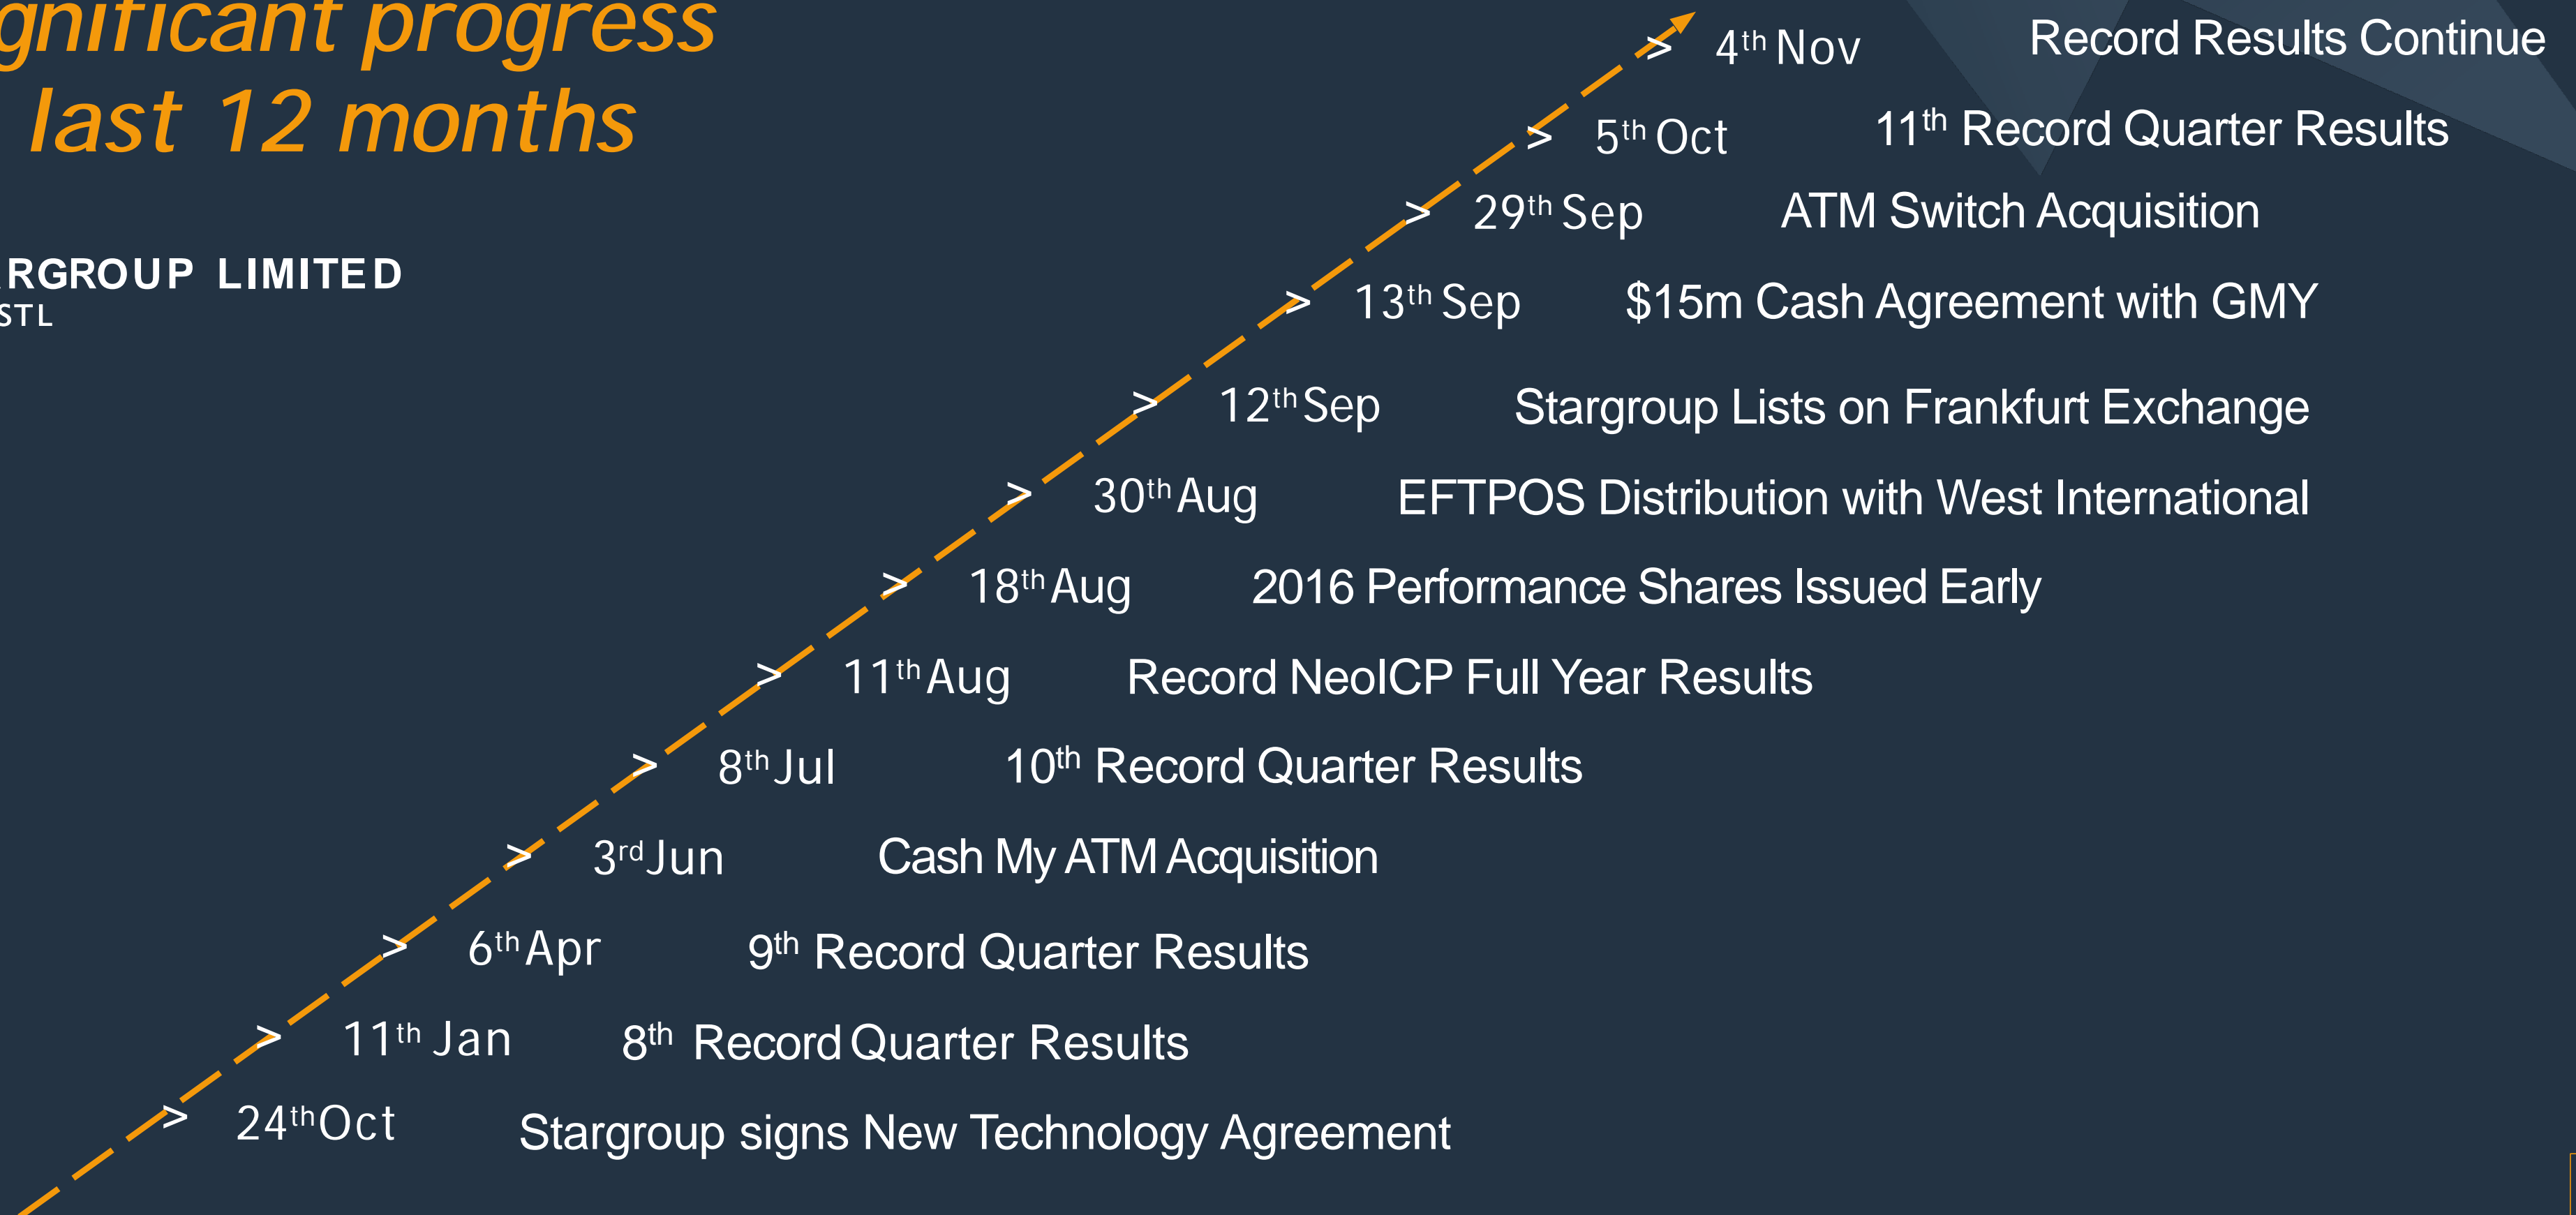 gnificant progress
last 12 months
RGROUP LIMITED
STL
> 4th Nov Record Results Continue
> 5th Oct 11th Record Quarter Results
> 29th Sep ATM Switch Acquisition
> 13th Sep $15m Cash Agreement with GMY
> 12th Sep Stargroup Lists on Frankfurt Exchange
> 30th Aug EFTPOS Distribution with West International
> 18th Aug 2016 Performance Shares Issued Early
> 11th Aug Record NeoICP Full Year Results
> 8th Jul 10th Record Quarter Results
> 3rd Jun Cash My ATM Acquisition
> 6th Apr 9th Record Quarter Results
> 11th Jan 8th Record Quarter Results
> 24th Oct Stargroup signs New Technology Agreement